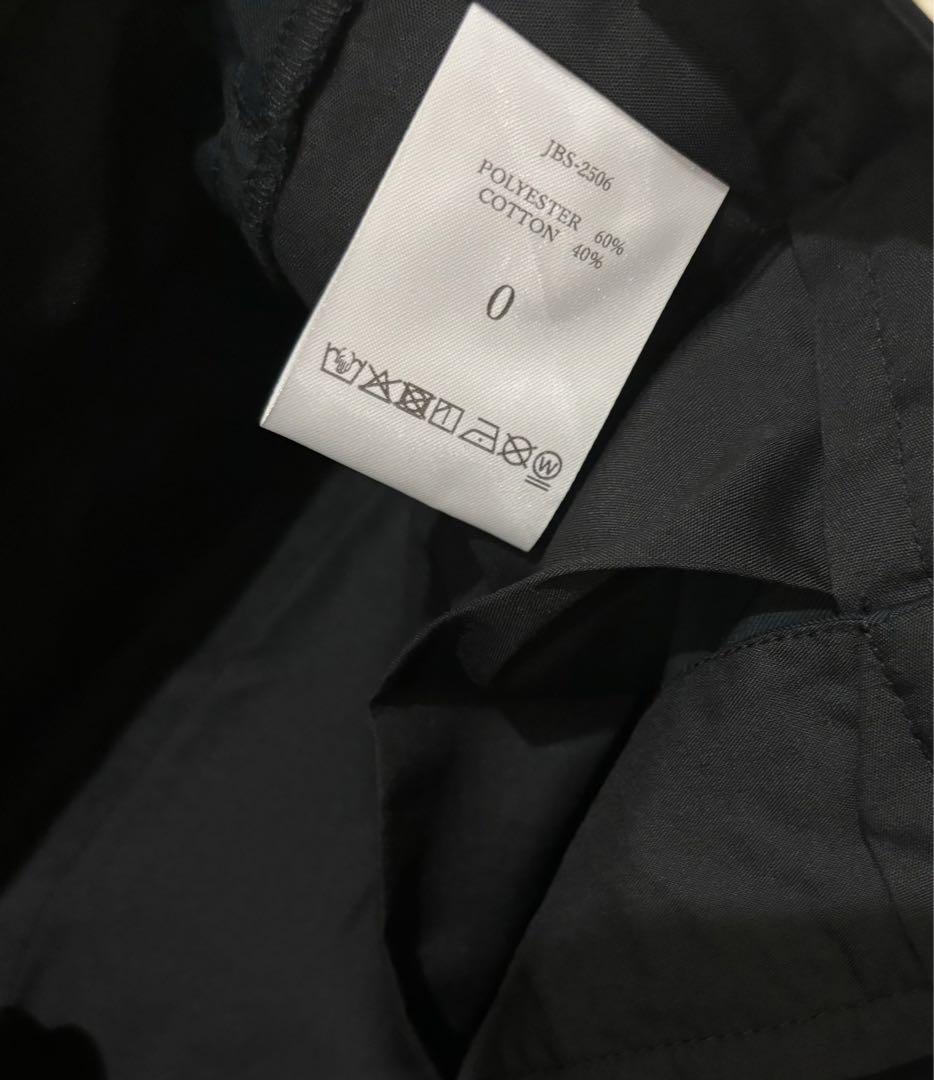 JBS-2506
POLYESTER 60%
COTTON 40%
0
W